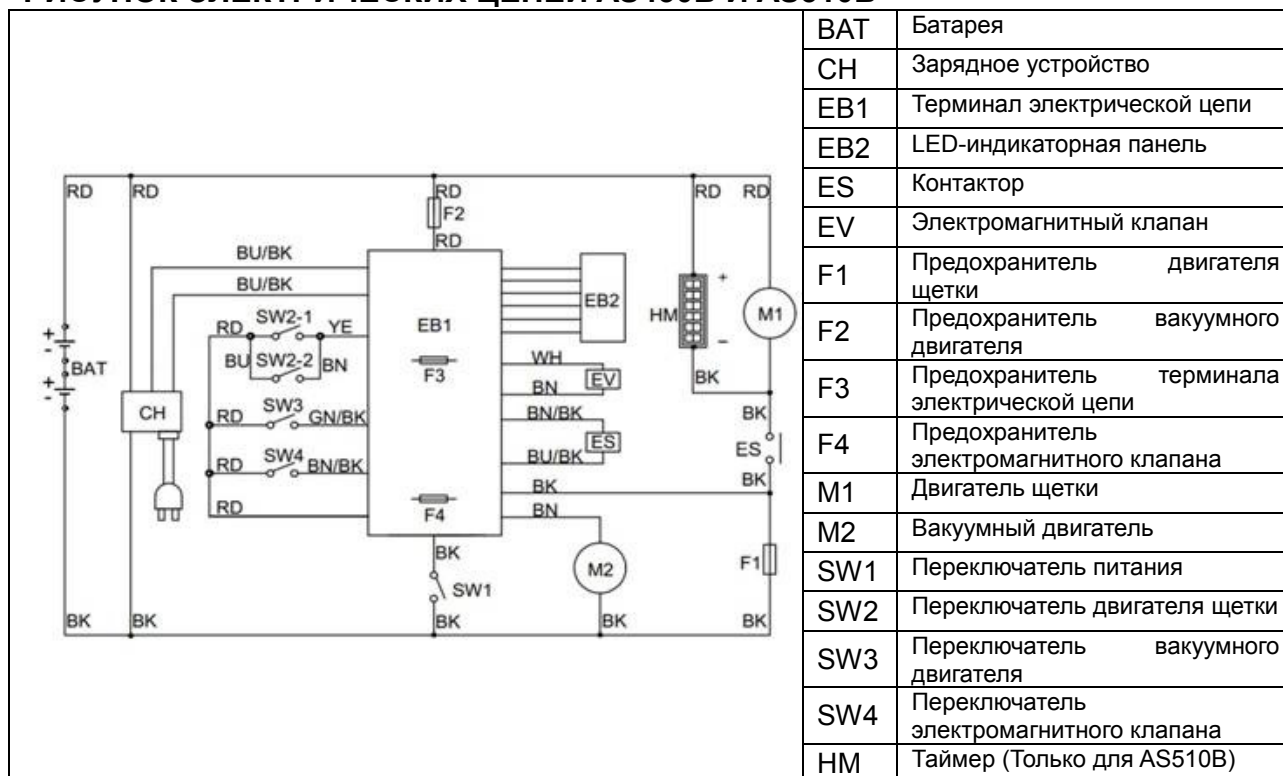 РИСУНОК ЭЛЕКТРИЧЕСКИХ ЦЕПЕЙ И AS510B
RD
RD
RD
RD
RD
F2
RD
BU/BK
BU/BK
RD
SW2-1
YE
BU
SW2-2
BN
RD
SW3
GN/BK
RD
SW4
BN/BK
RD
+
-
BAT
+
-
CH
EB1
F3
F4
EB2
WH
EV
BN
BN/BK
ES
BU/BK
BK
BN
HM
+
–
BK
M1
BK
ES
BK
F1
BK
SW1
M2
BK
BK
BK
BK
BK
BAT Батарея
CH Зарядное устройство
EB1 Терминал электрической цепи
EB2 LED-индикаторная панель
ES Контактор
EV Электромагнитный клапан
F1 Предохранитель двигателя
щетки
F2 Предохранитель вакуумного
двигателя
F3 Предохранитель терминала
электрической цепи
F4 Предохранитель
электромагнитного клапана
M1 Двигатель щетки
M2 Вакуумный двигатель
SW1 Переключатель питания
SW2 Переключатель двигателя щетки
SW3 Переключатель вакуумного
двигателя
SW4 Переключатель
электромагнитного клапана
HM Таймер (Только для AS510B)